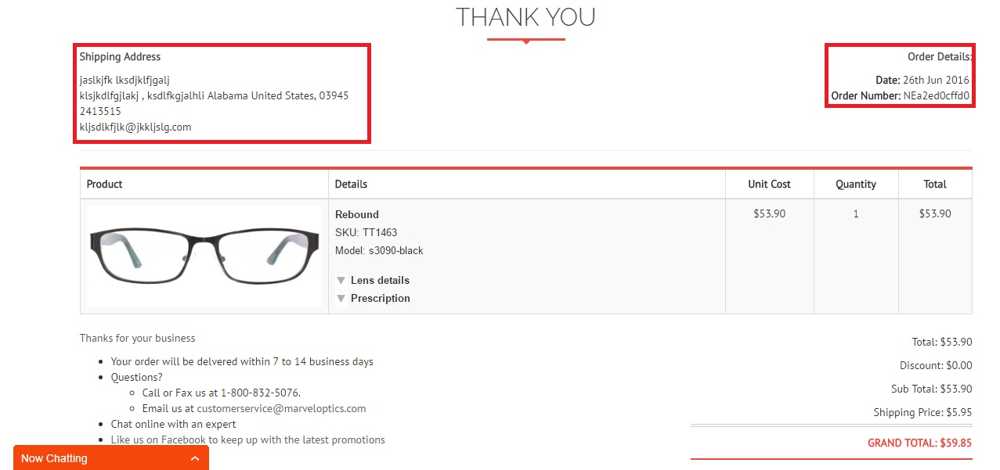 THANK YOU
Shipping Address
jaslkjfk lksdjklfjgalj
klsjkdlfgjlakj , ksdlfkgjalhli Alabama United States, 03945
2413515
kljsdlkfjlk@jkkljslg.com
Order Details:
Date: 26th Jun 2016
Order Number: NEa2ed0cffd0
Product Details Unit Cost Quantity Total
Rebound $53.90 1 $53.90
SKU: TT1463
Model: s3090-black
Lens details
Prescription
Thanks for your business
Your order will be delvered within 7 to 14 business days
Questions?
Call or Fax us at 1-800-832-5076.
Email us at customerservice@marveloptics.com
Chat online with an expert
Like us on Facebook to keep up with the latest promotions
Total: $53.90
Discount: $0.00
Sub Total: $53.90
Shipping Price: $5.95
GRAND TOTAL: $59.85
Now Chatting